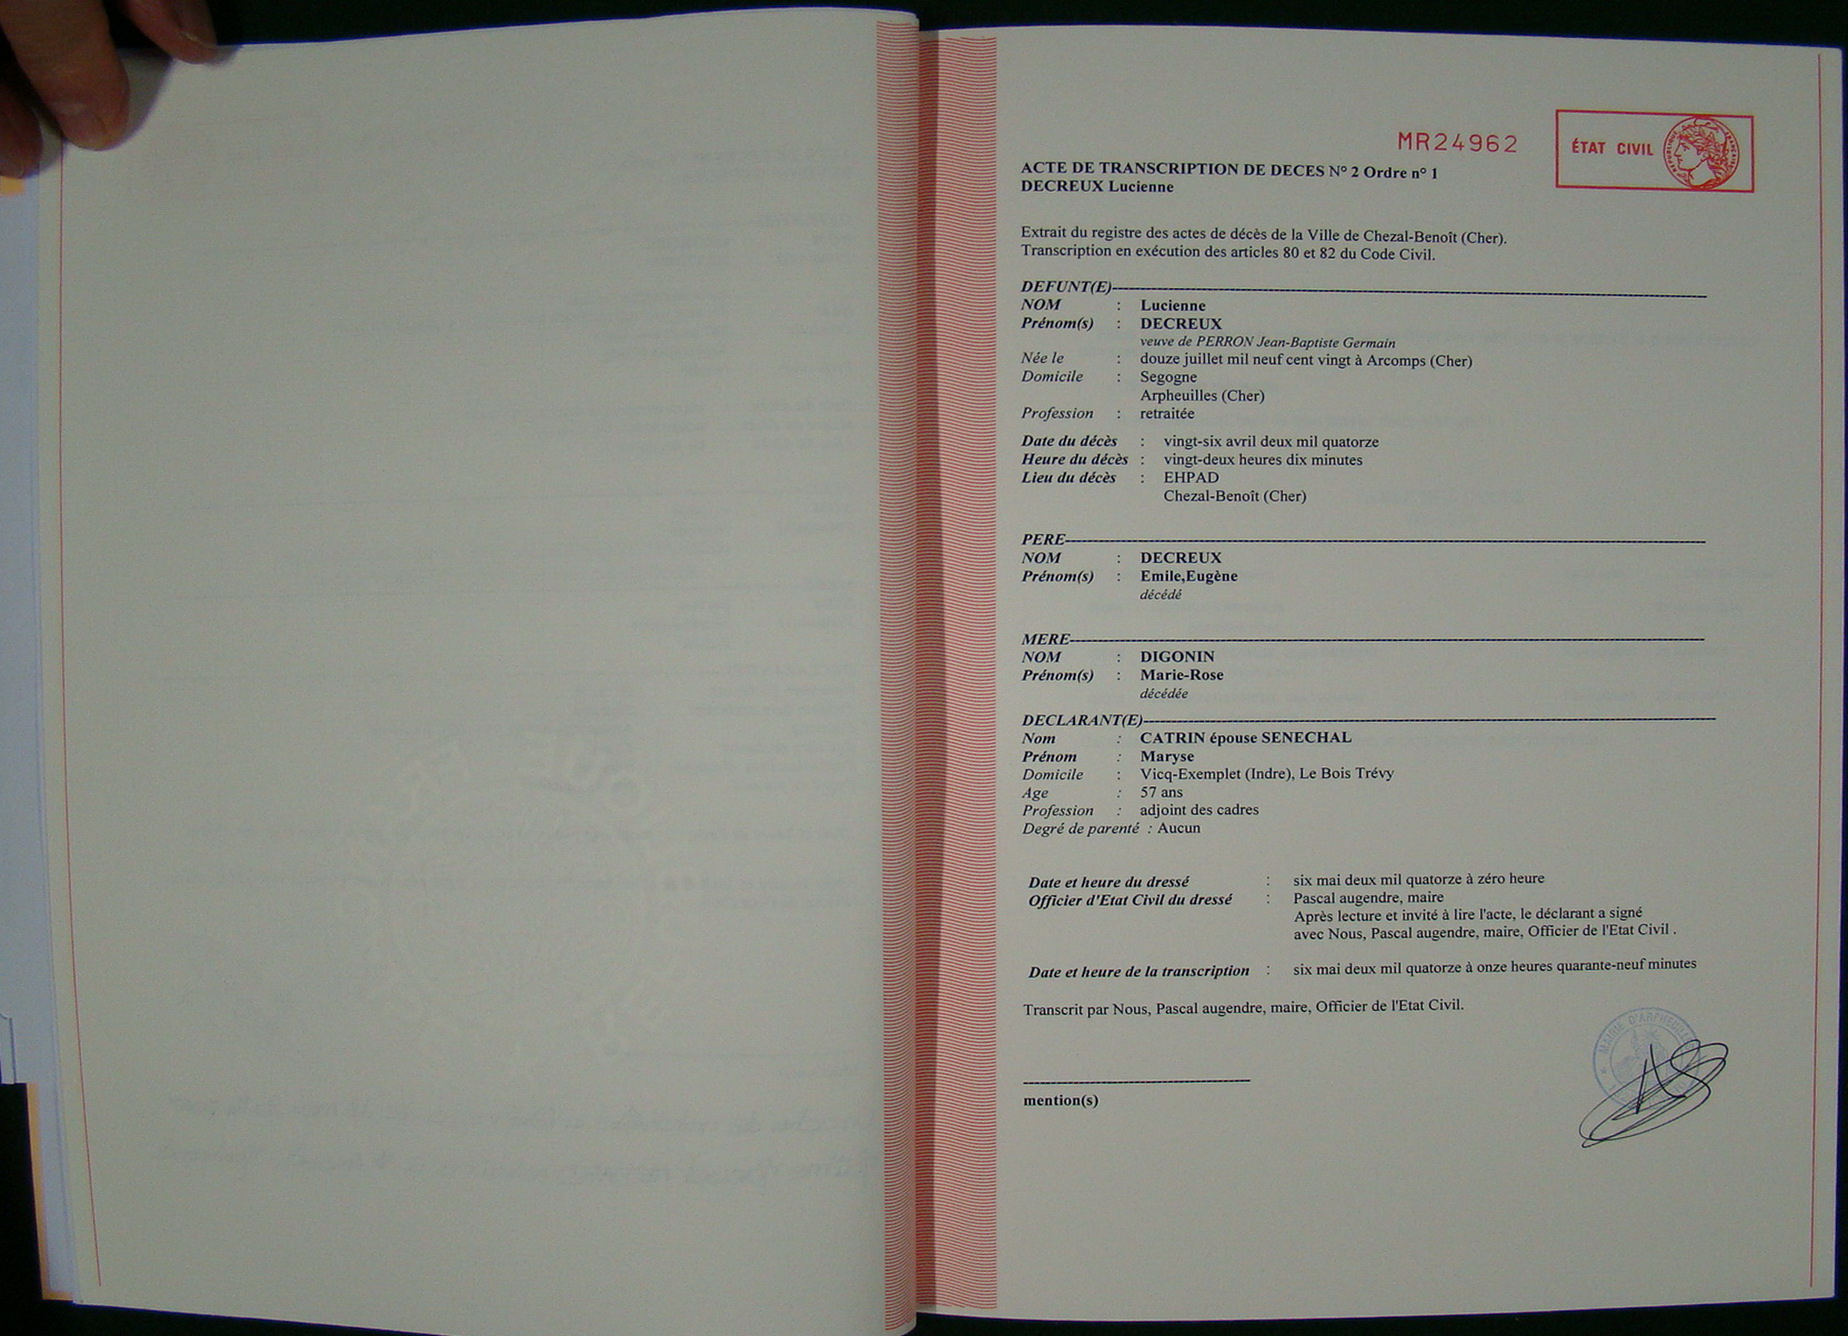 MR24962
ÉTAT CIVIL
ACTE DE TRANSCRIPTION DE DECES N° 2 Ordre n° 1
DECREUX Lucienne
Extrait du registre des actes de décès de la Ville de Chezal-Benoît (Cher).
Transcription en exécution des articles 80 et 82 du Code Civil.
DEFUNT(E)
NOM : Lucienne
Prénom(s) : DECREUX
veuve de PERRON Jean-Baptiste Germain
Née le : douze juillet mil neuf cent vingt à Arcomps (Cher)
Domicile : Segogne
Arpheuilles (Cher)
Profession : retraitée
Date du décès : vingt-six avril deux mil quatorze
Heure du décès : vingt-deux heures dix minutes
Lieu du décès : EHPAD
Chezal-Benoît (Cher)
PERE
NOM : DECREUX
Prénom(s) : Emile,Eugène
décédé
MERE
NOM : DIGONIN
Prénom(s) : Marie-Rose
décédée
DECLARANT(E)
Nom : CATRIN épouse SENECHAL
Prénom : Maryse
Domicile : Vicq-Exemplet (Indre), Le Bois Trévy
Age : 57 ans
Profession : adjoint des cadres
Degré de parenté : Aucun
Date et heure du dressé : six mai deux mil quatorze à zéro heure
Officier d'Etat Civil du dressé : Pascal augendre, maire
Après lecture et invité à lire l'acte, le déclarant a signé
avec Nous, Pascal augendre, maire, Officier de l'Etat Civil .
Date et heure de la transcription : six mai deux mil quatorze à onze heures quarante-neuf minutes
Transcrit par Nous, Pascal augendre, maire, Officier de l'Etat Civil.
MAIRIE
mention(s)